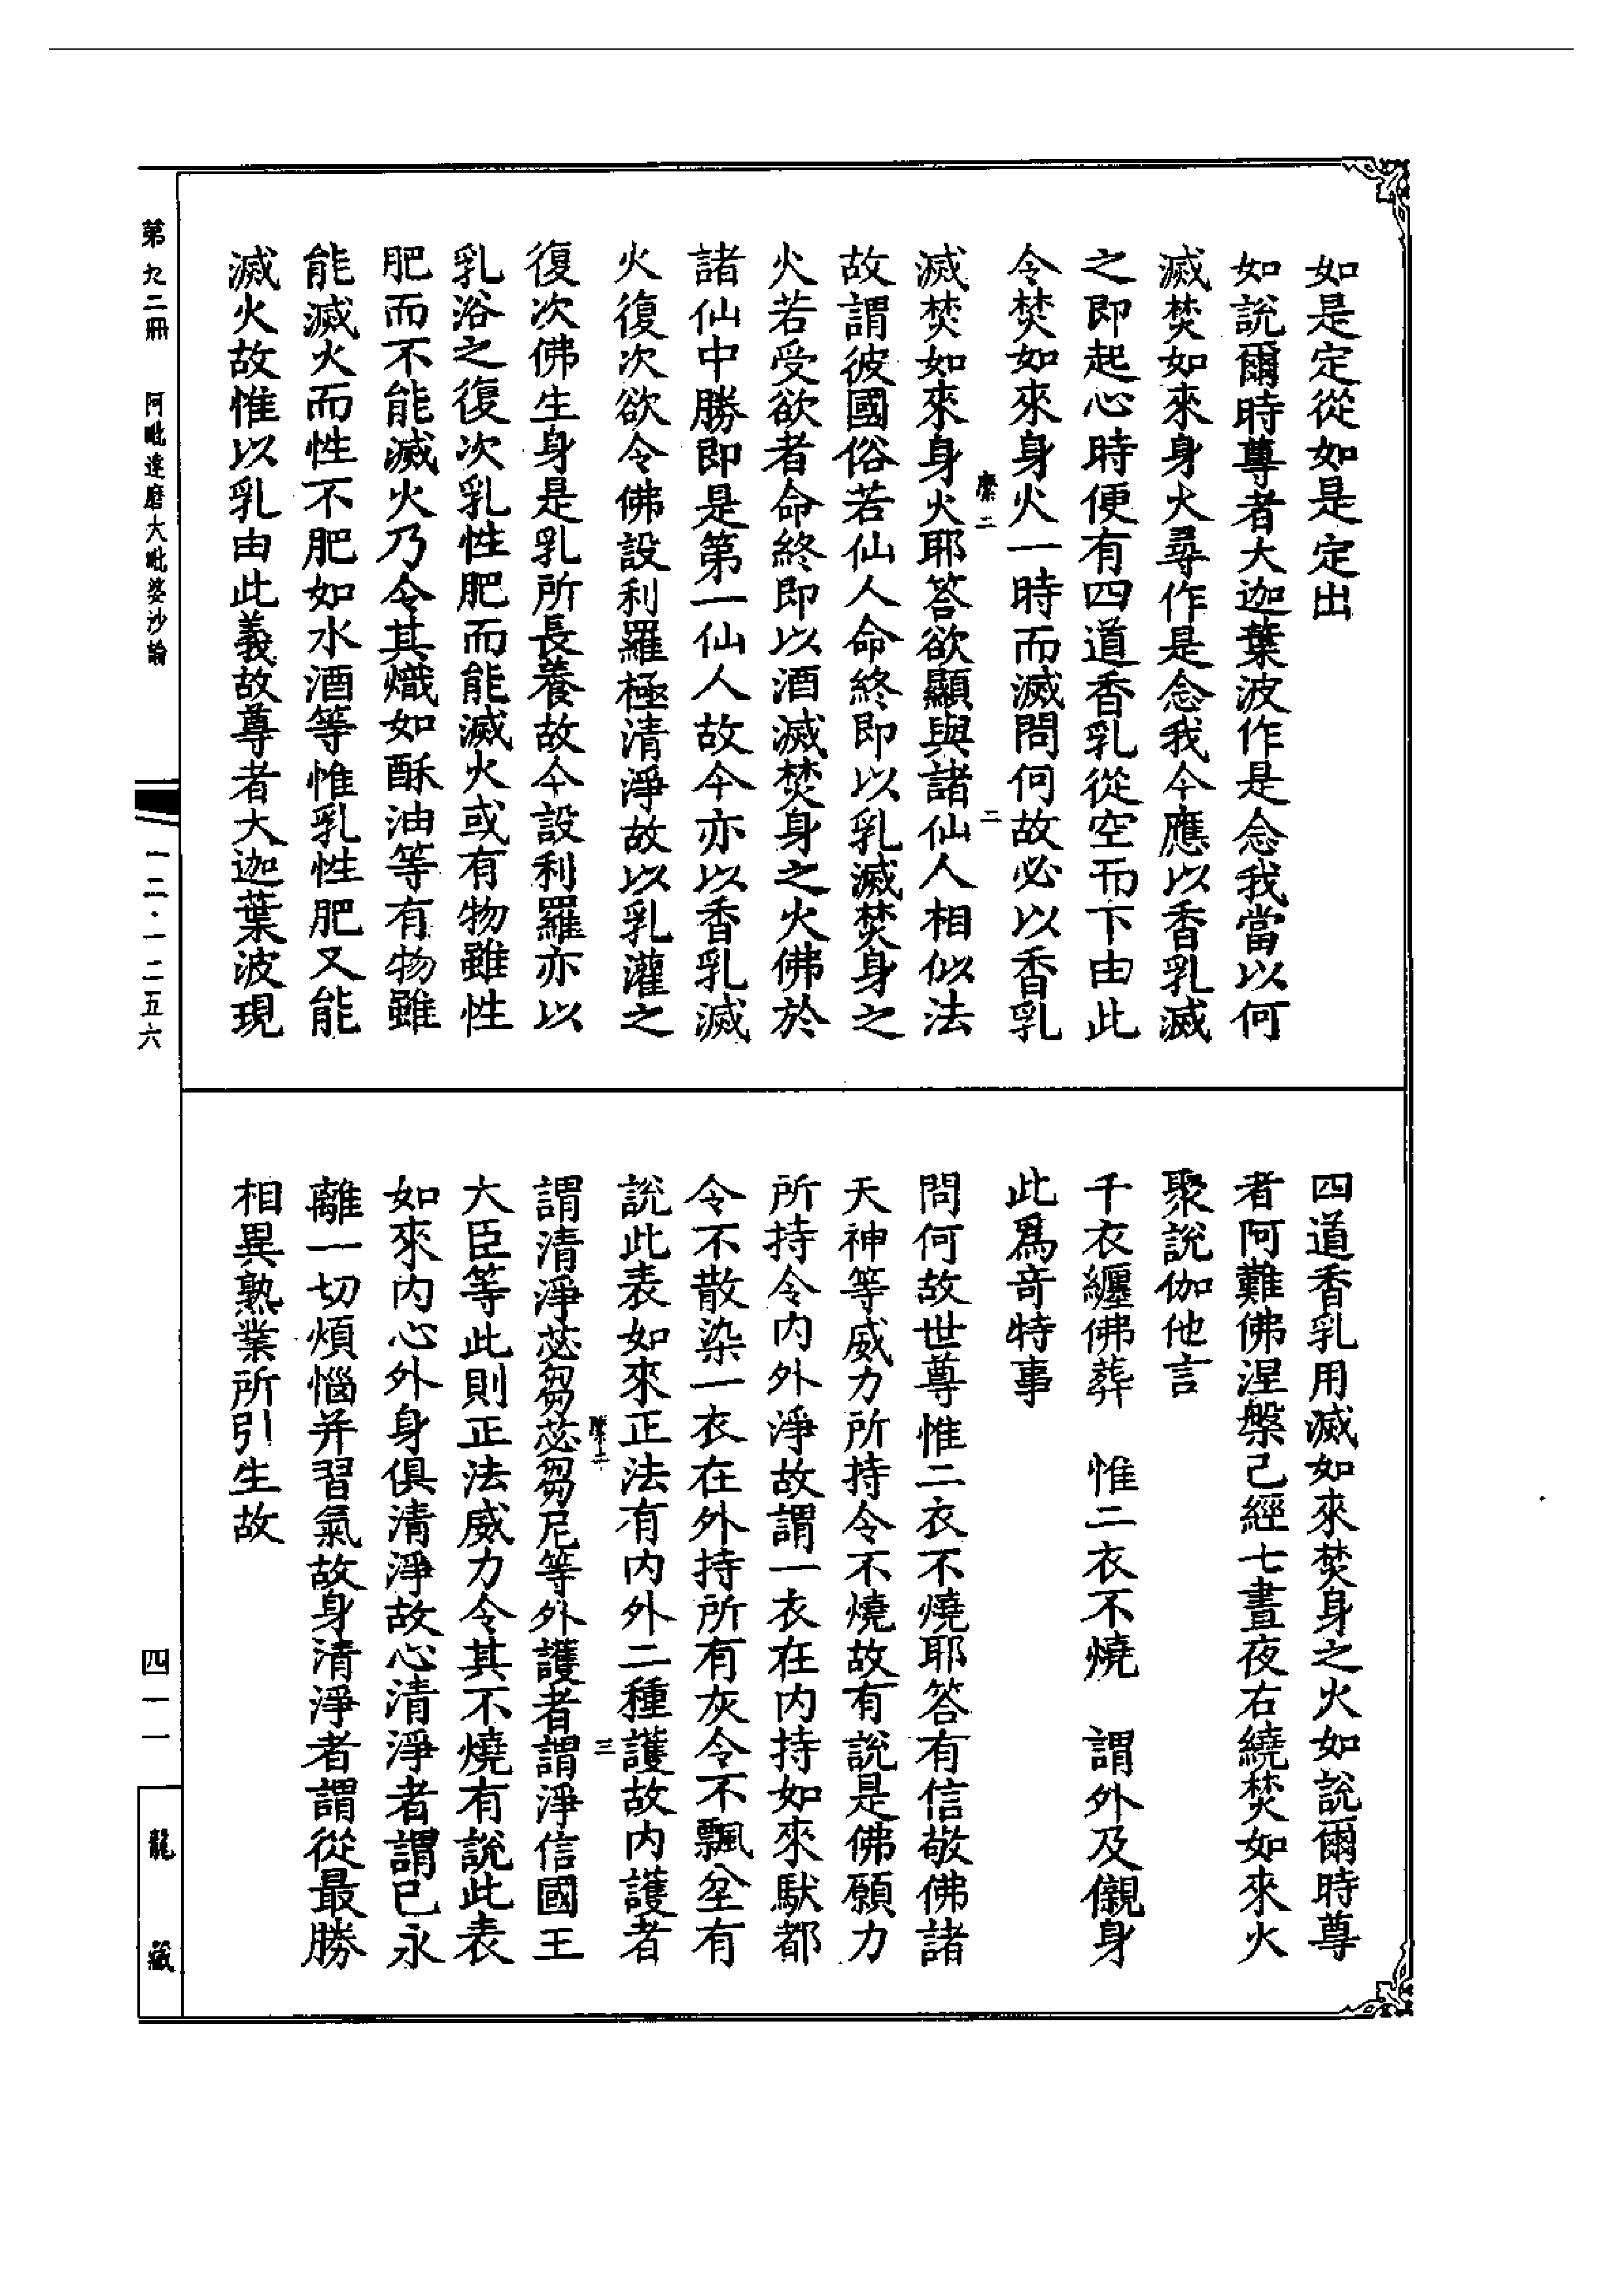 如是定從如是定出
如說爾時尊者大迦葉波作是念我當以何
滅焚如來身火尋作是念我今應以香乳滅
之即起心時便有四道香乳從空而下由此
令焚如來身火一時而滅問何故必以香乳
滅焚如來身火耶答欲顯與諸仙人相似法
故謂彼國俗若仙人命終即以乳滅焚身之
火若受欲者命終即以酒滅焚身之火佛於
諸仙中勝即是第一仙人故今亦以香乳滅
火復次欲令佛設利羅極清淨故以乳灌之
復次佛生身是乳所長養故今設利羅亦以
乳浴之復次乳性肥而能滅火或有物雖性
肥而不能滅火乃令其熾如酥油等有物雖
能滅火而性不肥如水酒等惟乳性肥又能
滅火故惟以乳由此義故尊者大迦葉波現
四道香乳用滅如來焚身之火如說爾時尊
者阿難佛涅槃已經七晝夜右繞焚如來火
聚說伽他言
千衣纏佛葬　惟二衣不燒　謂外及儭身
此爲奇特事
問何故世尊惟二衣不燒耶答有信敬佛諸
天神等威力所持令不燒故有說是佛願力
所持令內外淨故謂一衣在內持如來馱都
令不散染一衣在外持所有灰令不飄坌有
說此表如來正法有內外二種護故內護者
謂清淨苾芻苾芻尼等外護者謂淨信國王
大臣等此則正法威力令其不燒有說此表
如來內心外身俱清淨故心清淨者謂已永
離一切煩惱并習氣故身清淨者謂從最勝
相異熟業所引生故
第九二冊　阿毗達磨大毗婆沙論
一二·一二五六
四一一
龍藏
二
二
三